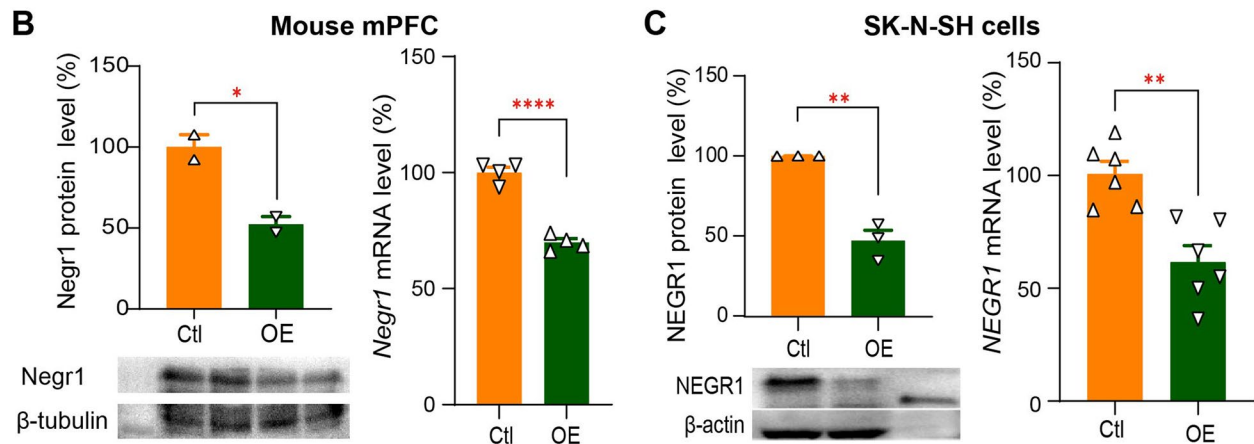 B
Mouse mPFC
Negr1 protein level (%)
150
100
50
0
*
Ctl
OE
Negr1
β-tubulin
Negr1 mRNA level (%)
150
100
50
0
****
Ctl
OE
C
SK-N-SH cells
NEGR1 protein level (%)
150
100
50
0
**
Ctl
OE
NEGR1
β-actin
NEGR1 mRNA level (%)
150
100
50
0
**
Ctl
OE